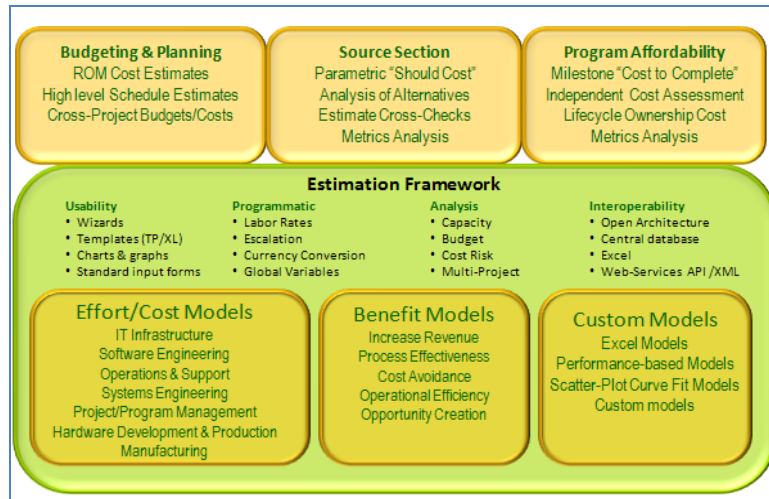 Budgeting & Planning
ROM Cost Estimates
High level Schedule Estimates
Cross-Project Budgets/Costs
Source Section
Parametric "Should Cost"
Analysis of Alternatives
Estimate Cross-Checks
Metrics Analysis
Program Affordability
Milestone "Cost to Complete"
Independent Cost Assessment
Lifecycle Ownership Cost
Metrics Analysis
Estimation Framework
Usability
• Wizards
• Templates (TP/XL)
• Charts & graphs
• Standard input forms
Programmatic
• Labor Rates
• Escalation
• Currency Conversion
• Global Variables
Analysis
• Capacity
• Budget
• Cost Risk
• Multi-Project
Interoperability
• Open Architecture
• Central database
• Excel
• Web-Services API /XML
Effort/Cost Models
IT Infrastructure
Software Engineering
Operations & Support
Systems Engineering
Project/Program Management
Hardware Development & Production
Manufacturing
Benefit Models
Increase Revenue
Process Effectiveness
Cost Avoidance
Operational Efficiency
Opportunity Creation
Custom Models
Excel Models
Performance-based Models
Scatter-Plot Curve Fit Models
Custom models